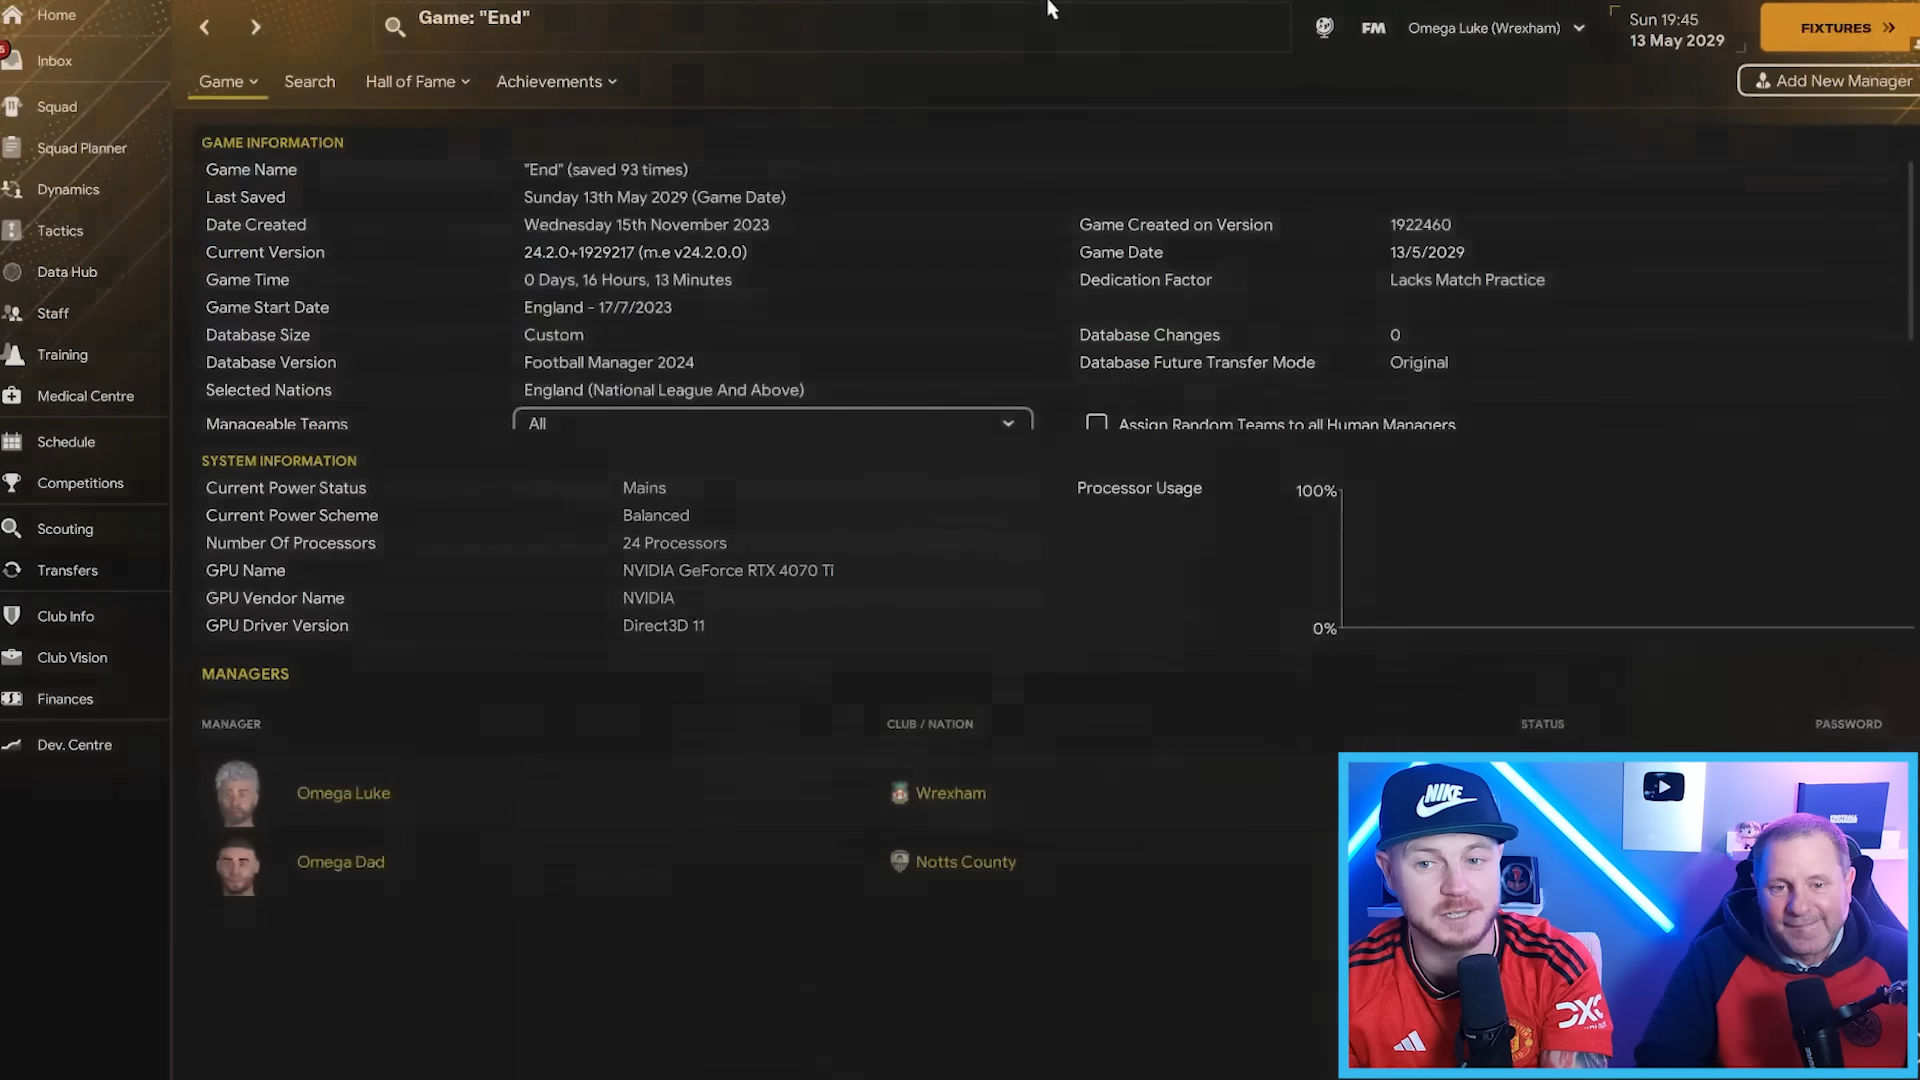 Home
Game: "End"
FM
Omega Luke (Wrexham)
Sun 19:45
13 May 2029
FIXTURES
Inbox
Game
Search
Hall of Fame
Achievements
Add New Manager
Squad
Squad Planner
Dynamics
Tactics
Data Hub
Staff
Training
Medical Centre
Schedule
Competitions
Scouting
Transfers
Club Info
Club Vision
Finances
Dev. Centre
GAME INFORMATION
Game Name "End" (saved 93 times)
Last Saved Sunday 13th May 2029 (Game Date)
Date Created Wednesday 15th November 2023 Game Created on Version 1922460
Current Version 24.2.0+1929217 (m.e v24.2.0.0) Game Date 13/5/2029
Game Time 0 Days, 16 Hours, 13 Minutes Dedication Factor Lacks Match Practice
Game Start Date England - 17/7/2023
Database Size Custom Database Changes 0
Database Version Football Manager 2024 Database Future Transfer Mode Original
Selected Nations England (National League And Above)
Manageable Teams All Assign Random Teams to all Human Managers
SYSTEM INFORMATION
Current Power Status Mains Processor Usage 100%
Current Power Scheme Balanced
Number Of Processors 24 Processors
GPU Name NVIDIA GeForce RTX 4070 Ti
GPU Vendor Name NVIDIA
GPU Driver Version Direct3D 11 0%
MANAGERS
MANAGER CLUB / NATION STATUS PASSWORD
Omega Luke Wrexham
Omega Dad Notts County
NIKE
DXC